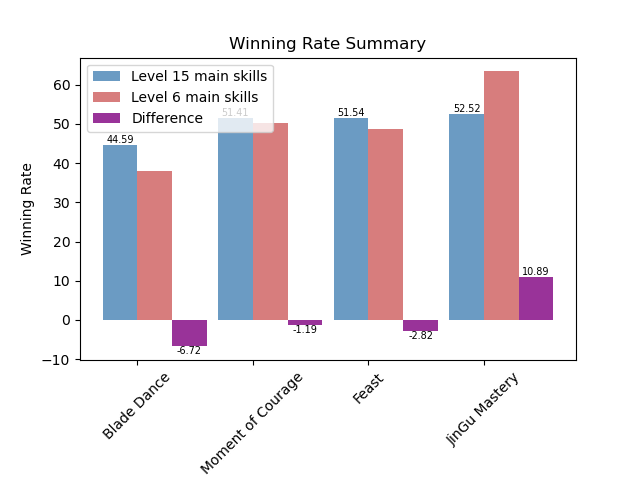 Winning Rate Summary
Level 15 main skills
Level 6 main skills
Difference
Winning Rate
60
50
40
30
20
10
0
−10
44.59
51.41
51.54
52.52
-6.72
-1.19
-2.82
10.89
Blade Dance
Moment of Courage
Feast
JinGu Mastery